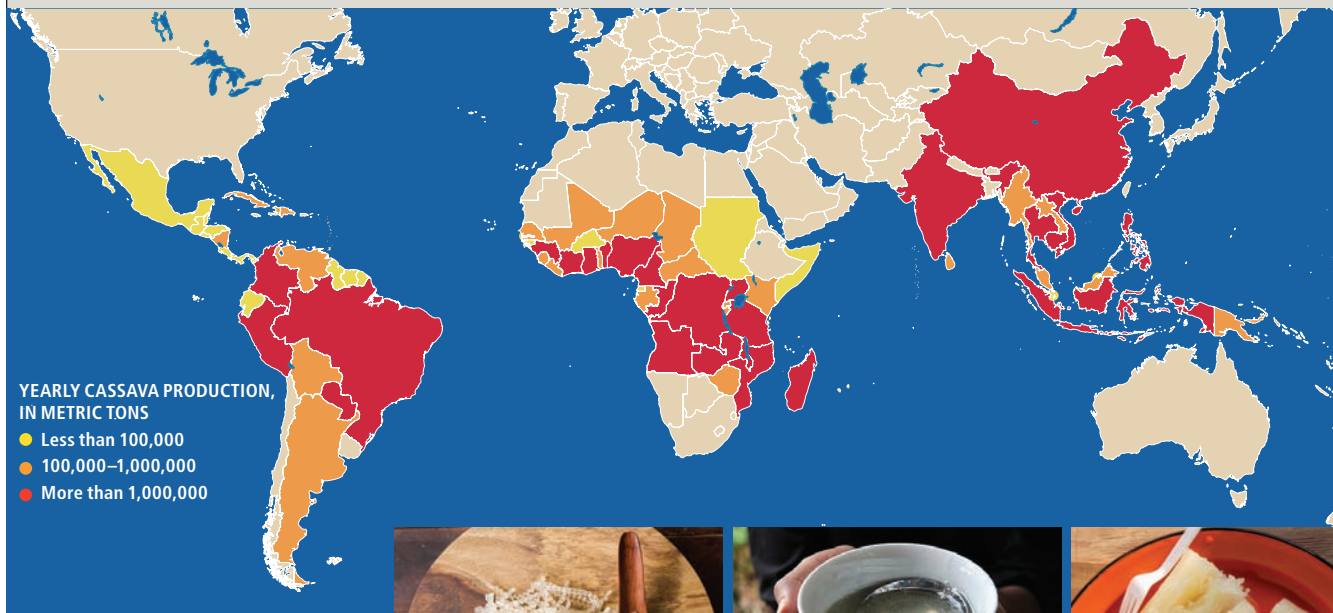 YEARLY CASSAVA PRODUCTION,
IN METRIC TONS
Less than 100,000
100,000–1,000,000
More than 1,000,000